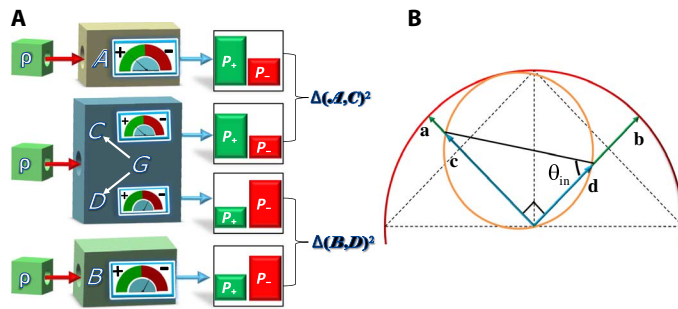 A
ρ
A
+
−
P+
P−
Δ(A,C)²
ρ
C
G
D
P+
P−
P+
P−
Δ(B,D)²
ρ
B
+
−
P+
P−
B
a
b
c
d
θin